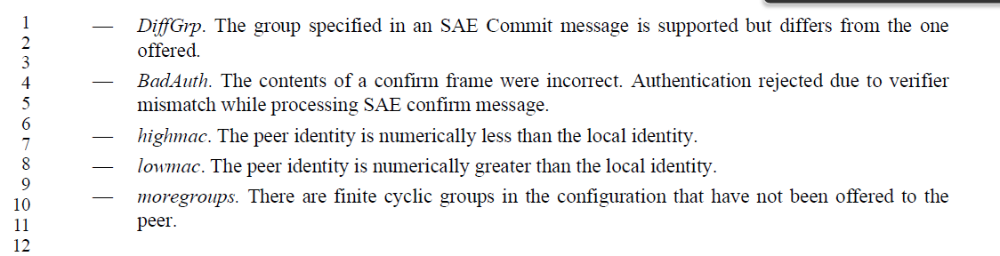 1
— DiffGrp. The group specified in an SAE Commit message is supported but differs from the one
2
offered.
3
4
— BadAuth. The contents of a confirm frame were incorrect. Authentication rejected due to verifier
5
mismatch while processing SAE confirm message.
6
7
— highmac. The peer identity is numerically less than the local identity.
8
— lowmac. The peer identity is numerically greater than the local identity.
9
10
— moregroups. There are finite cyclic groups in the configuration that have not been offered to the
11
peer.
12